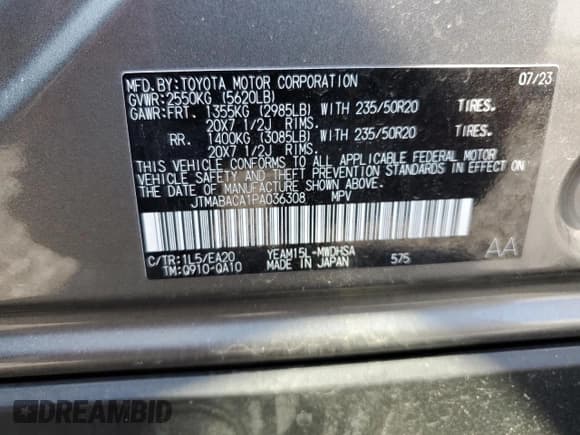 MFD.BY:TOYOTA MOTOR CORPORATION 07/23
GVWR:2550KG (5620LB)
GAWR:FRT. 1355KG (2985LB) WITH 235/50R20 TIRES.
20X7 1/2J RIMS.
RR. 1400KG (3085LB) WITH 235/50R20 TIRES.
20X7 1/2J RIMS.
THIS VEHICLE CONFORMS TO ALL APPLICABLE FEDERAL MOTOR
VEHICLE SAFETY AND THEFT PREVENTION STANDARDS IN EFFECT
ON THE DATE OF MANUFACTURE SHOWN ABOVE.
JTMABACA1PA036308 MPV
C/TR:1L5/EA20 YEAM15L-MWDHSA 575 AA
TM:Q910-QA10 MADE IN JAPAN
DREAMBID